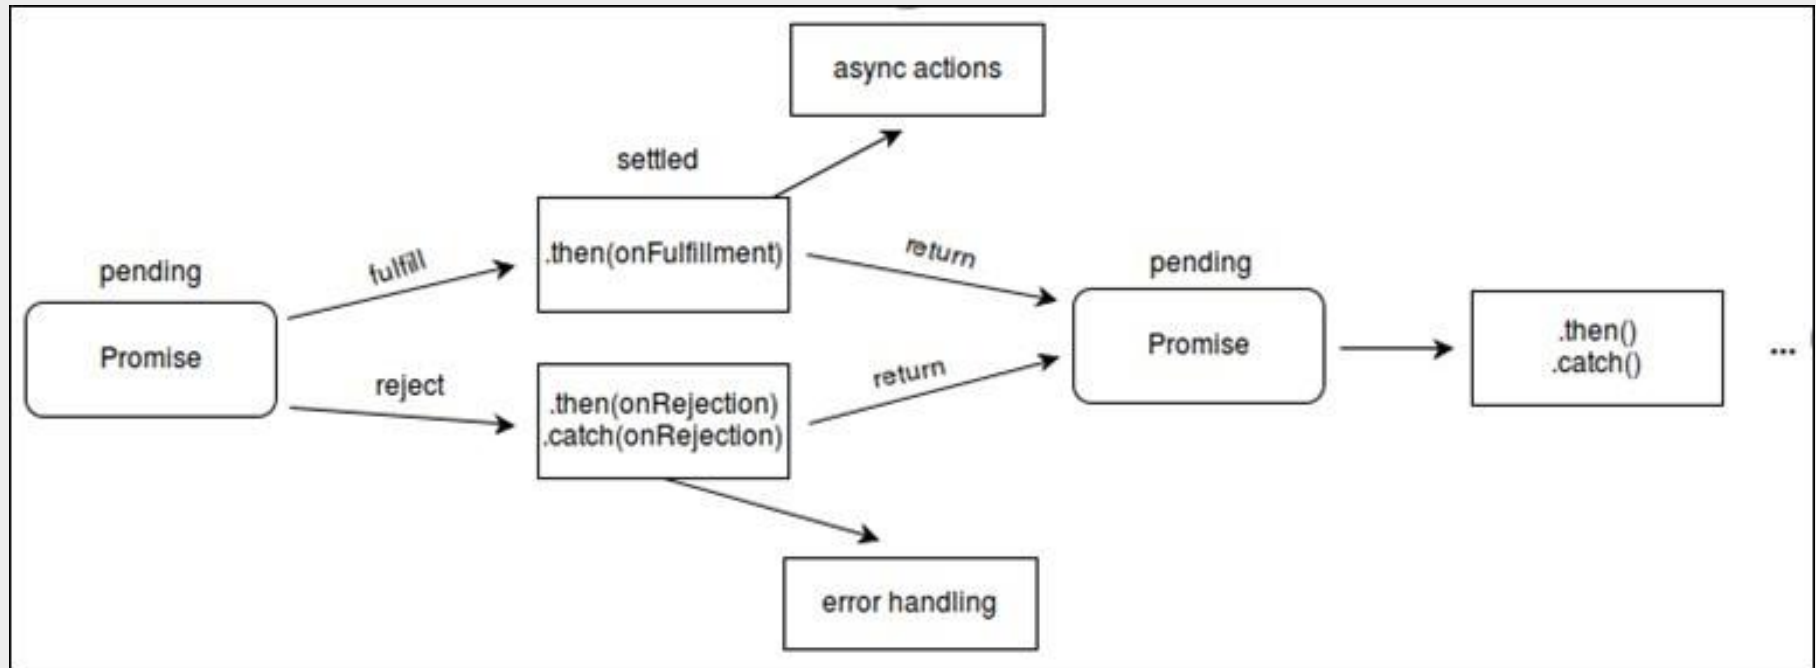 async actions
settled
.then(onFulfillment)
fulfill
return
pending
pending
Promise
Promise
.then()
.catch()
...
reject
return
.then(onRejection)
.catch(onRejection)
error handling